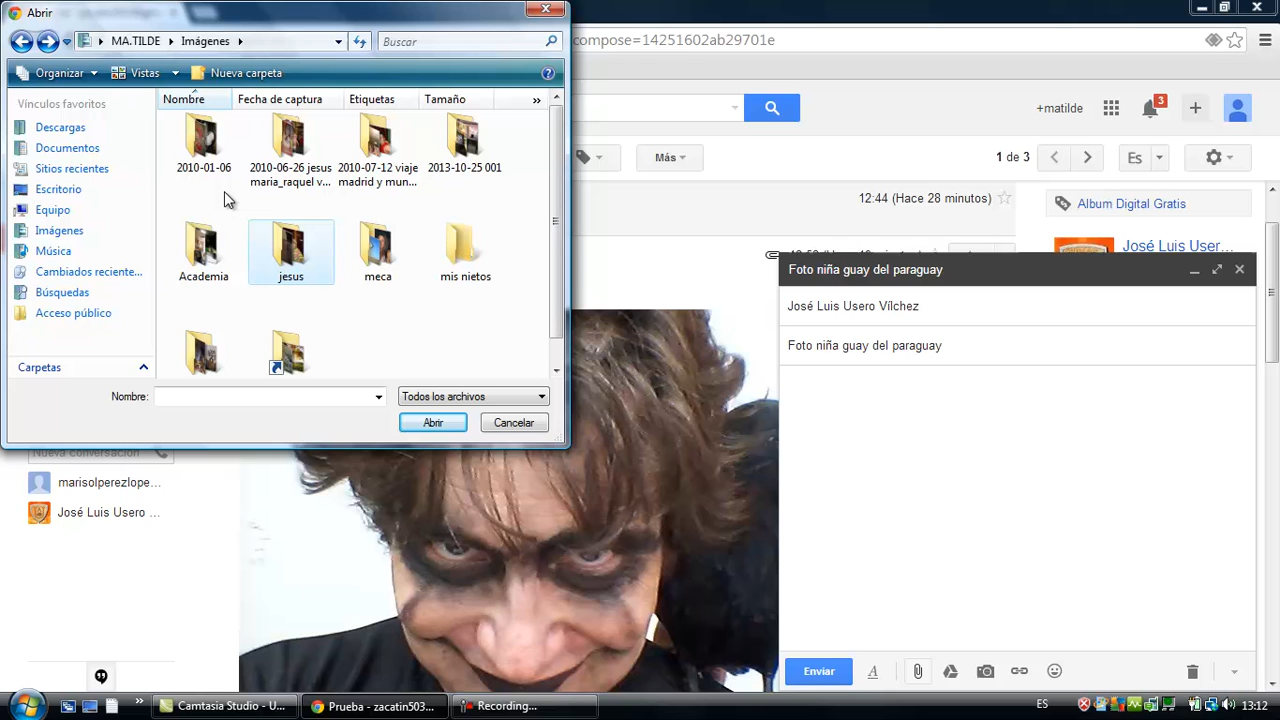 Abrir
MA.TILDE
Imágenes
Buscar
compose=14251602ab29701e
Organizar
Vistas
Nueva carpeta
Vínculos favoritos
Descargas
Documentos
Sitios recientes
Escritorio
Equipo
Imágenes
Música
Cambiados reciente...
Búsquedas
Acceso público
Carpetas
Nombre
Fecha de captura
Etiquetas
Tamaño
»
2010-01-06
2010-06-26 jesus
maria_raquel v...
2010-07-12 viaje
madrid y mun...
2013-10-25 001
Academia
jesus
meca
mis nietos
Nombre:
Todos los archivos
Abrir
Cancelar
+matilde
3
Más
1 de 3
Es
12:44 (Hace 28 minutos)
Album Digital Gratis
José Luis User...
Foto niña guay del paraguay
José Luis Usero Vílchez
Foto niña guay del paraguay
Enviar
Nueva conversación
marisolperezlope...
José Luis Usero ...
»
Camtasia Studio - U...
Prueba - zacatin503...
Recording...
ES
13:12